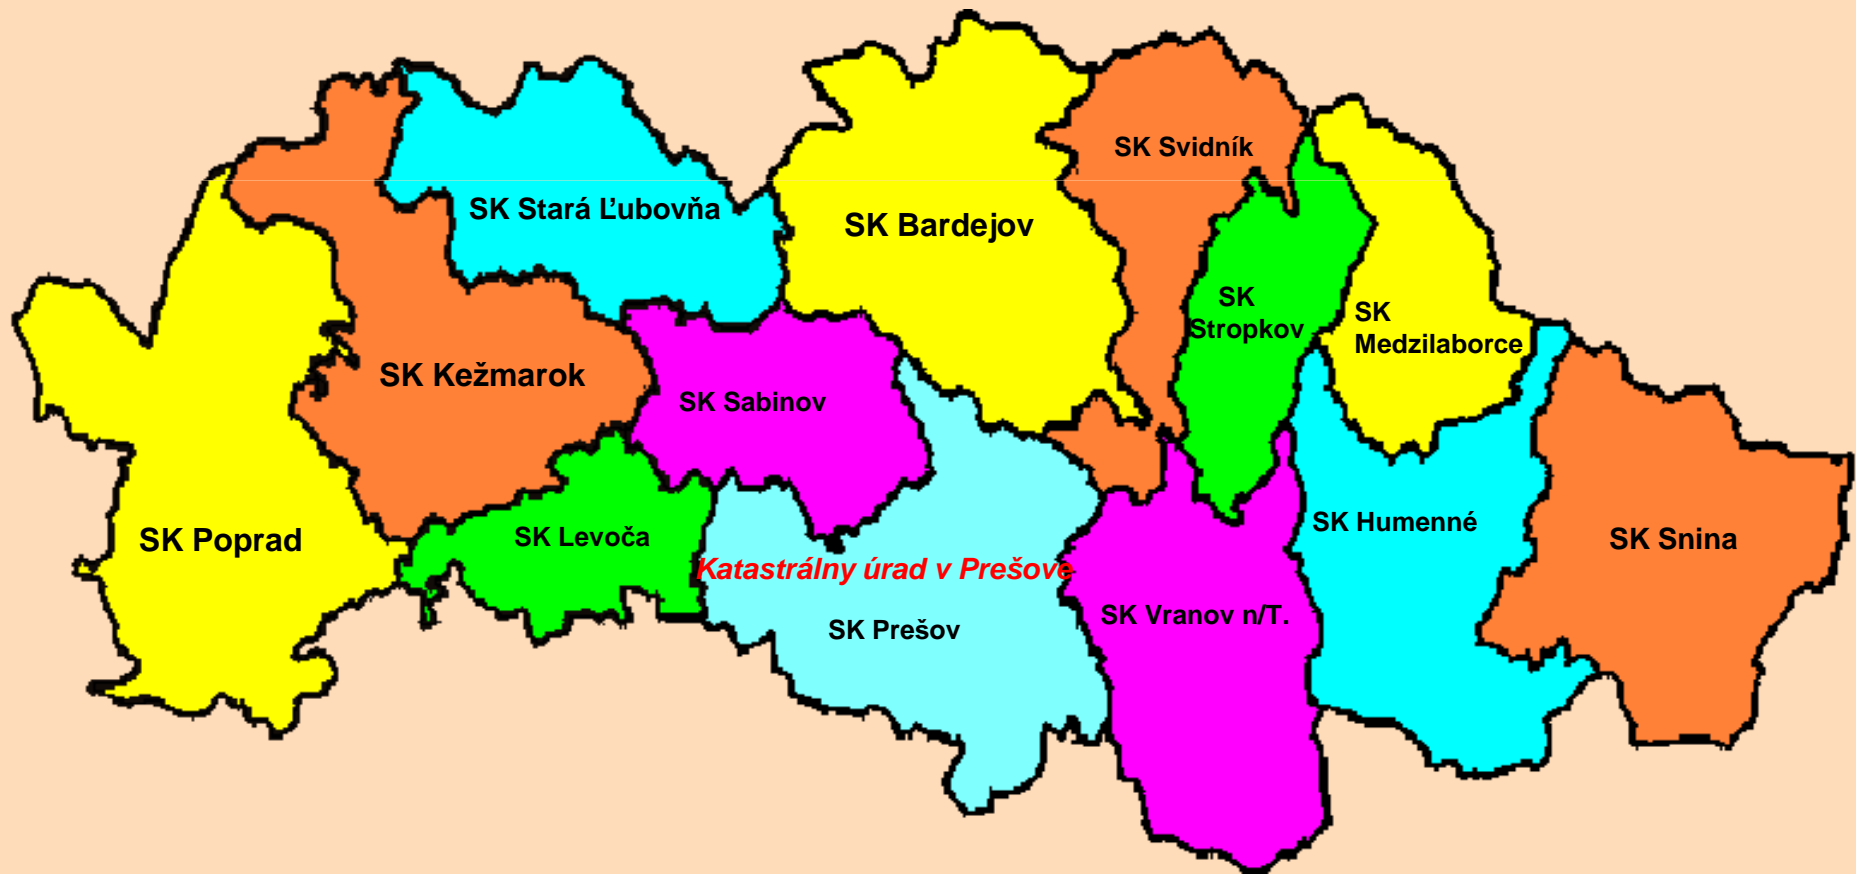 SK Svidník
SK Stará Ľubovňa
SK Bardejov
SK
Stropkov
SK
Medzilaborce
SK Kežmarok
SK Sabinov
SK Poprad
SK Levoča
SK Humenné
SK Snina
Katastrálny úrad v Prešove
SK Prešov
SK Vranov n/T.